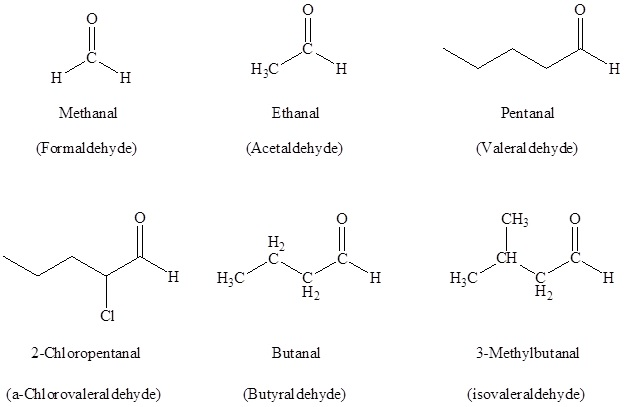 O O O
C C
H H H₃C H H
Methanal Ethanal Pentanal
(Formaldehyde) (Acetaldehyde) (Valeraldehyde)
O O CH₃ O
H₂
C C CH C
H H₃C C H H₃C C H
H₂ H₂
Cl
2-Chloropentanal Butanal 3-Methylbutanal
(a-Chlorovaleraldehyde) (Butyraldehyde) (isovaleraldehyde)